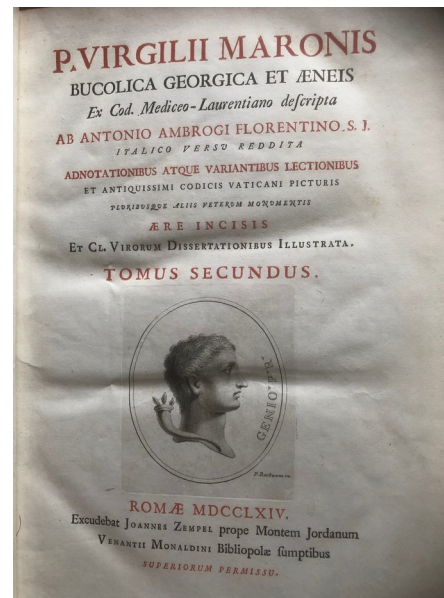 P. VIRGILII MARONIS
BUCOLICA GEORGICA ET ÆNEIS
Ex Cod. Mediceo-Laurentiano deſcripta
AB ANTONIO AMBROGI FLORENTINO S. J.
ITALICO VERSU REDDITA
ADNOTATIONIBUS ATQUE VARIANTIBUS LECTIONIBUS
ET ANTIQUISSIMI CODICIS VATICANI PICTURIS
PLURIBUSQUE ALIIS VETERUM MONUMENTIS
ÆRE INCISIS
ET CL. VIRORUM DISSERTATIONIBUS ILLUSTRATA.
TOMUS SECUNDUS.
GENIO. P. R.
ROMÆ MDCCLXIV.
Excudebat JOANNES ZEMPEL prope Montem Jordanum
VENANTII MONALDINI Bibliopolæ ſumptibus
SUPERIORUM PERMISSU.